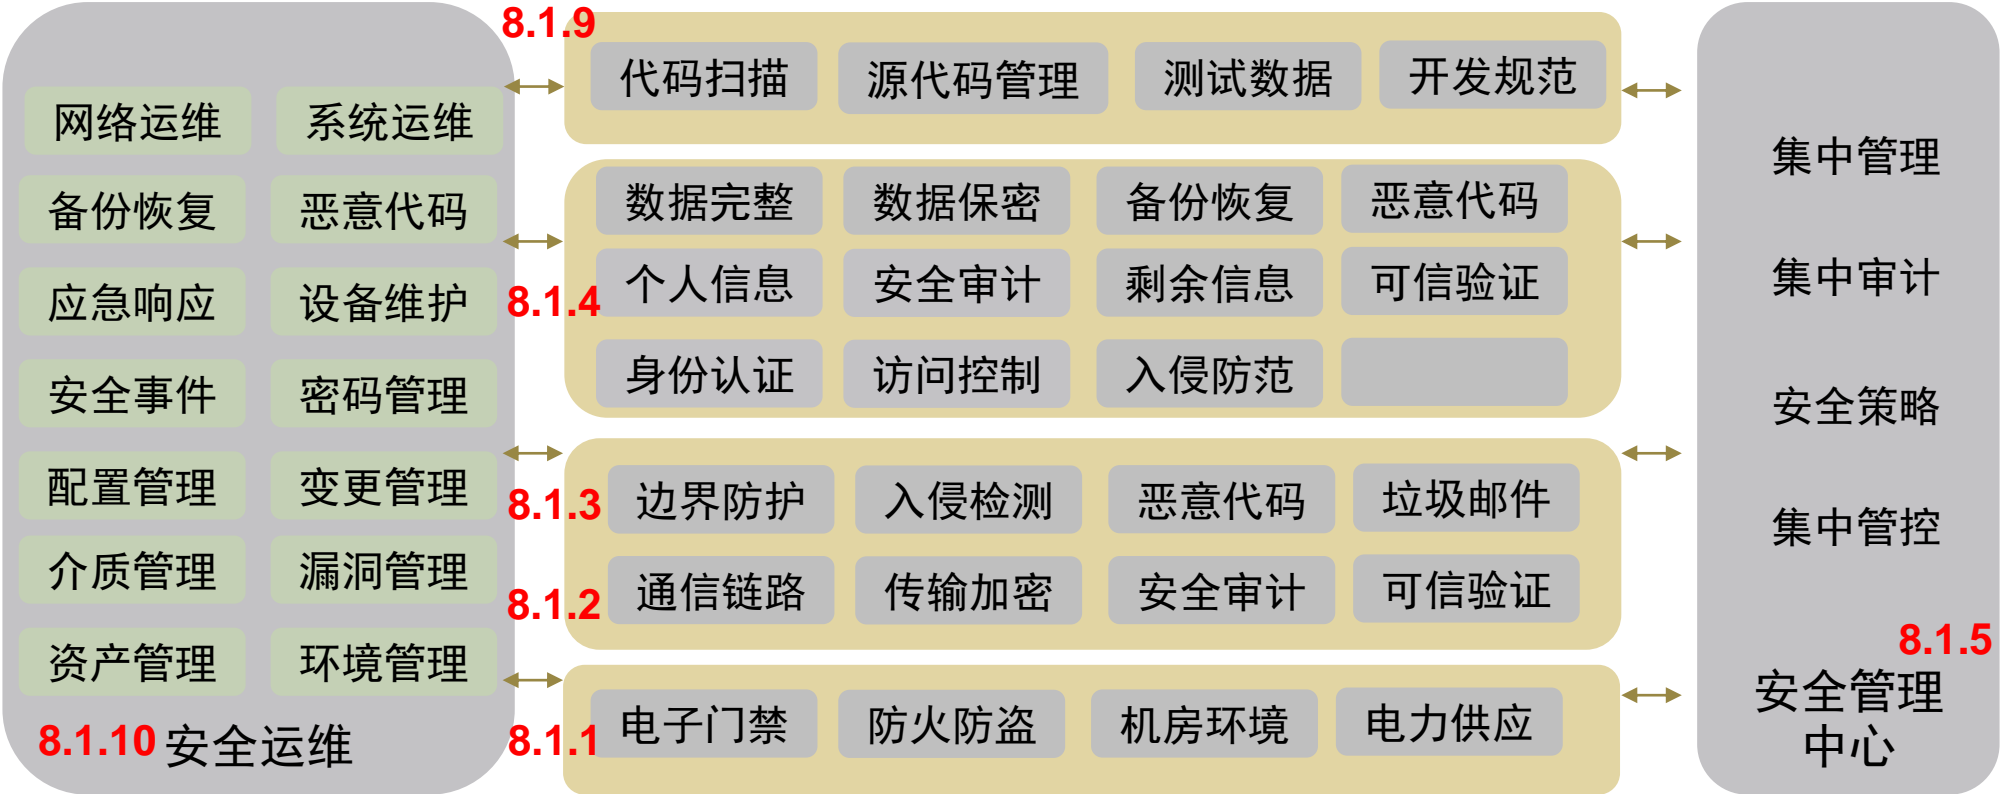 网络运维 系统运维
备份恢复 恶意代码
应急响应 设备维护
安全事件 密码管理
配置管理 变更管理
介质管理 漏洞管理
资产管理 环境管理
8.1.10 安全运维
8.1.9
代码扫描 源代码管理 测试数据 开发规范
数据完整 数据保密 备份恢复 恶意代码
8.1.4
个人信息 安全审计 剩余信息 可信验证
身份认证 访问控制 入侵防范
8.1.3
边界防护 入侵检测 恶意代码 垃圾邮件
8.1.2
通信链路 传输加密 安全审计 可信验证
8.1.1
电子门禁 防火防盗 机房环境 电力供应
集中管理
集中审计
安全策略
集中管控
8.1.5
安全管理
中心